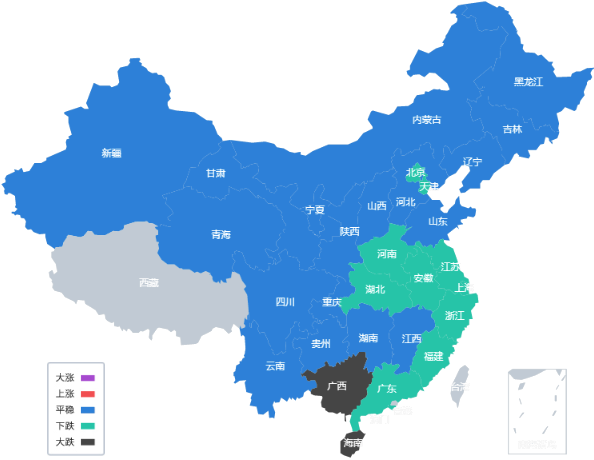 黑龙江
内蒙古
吉林
新疆
辽宁
甘肃
北京
天津
山西
河北
宁夏
山东
青海
陕西
河南
江苏
安徽
西藏
上海
湖北
四川
重庆
浙江
湖南
江西
贵州
福建
云南
广西
广东
海南
大涨
上涨
平稳
下跌
大跌